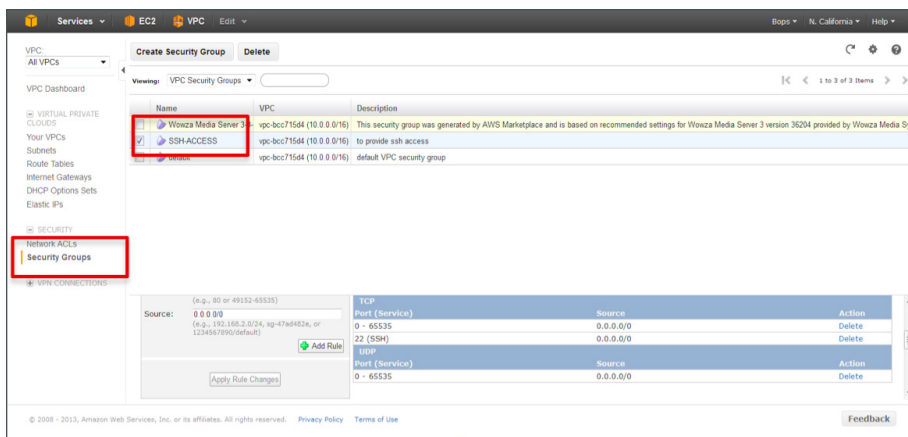 Services EC2 VPC Edit Bops N. California Help
VPC:
All VPCs
Create Security Group Delete
Viewing: VPC Security Groups 1 to 3 of 3 Items
VPC Dashboard
Name VPC Description
VIRTUAL PRIVATE
CLOUDS
Wowza Media Server 3- vpc-bcc715d4 (10.0.0.0/16) This security group was generated by AWS Marketplace and is based on recommended settings for Wowza Media Server 3 version 36204 provided by Wowza Media S
Your VPCs
SSH-ACCESS vpc-bcc715d4 (10.0.0.0/16) to provide ssh access
Subnets
default vpc-bcc715d4 (10.0.0.0/16) default VPC security group
Route Tables
Internet Gateways
DHCP Options Sets
Elastic IPs
SECURITY
Network ACLs
Security Groups
VPN CONNECTIONS
(e.g., 80 or 49152-65535)
Source: 0.0.0.0/0
(e.g., 192.168.2.0/24, sg-47ad482e, or
1234567890/default)
Add Rule
Apply Rule Changes
TCP
Port (Service) Source Action
0 - 65535 0.0.0.0/0 Delete
22 (SSH) 0.0.0.0/0 Delete
UDP
Port (Service) Source Action
0 - 65535 0.0.0.0/0 Delete
© 2008 - 2013, Amazon Web Services, Inc. or its affiliates. All rights reserved. Privacy Policy Terms of Use Feedback